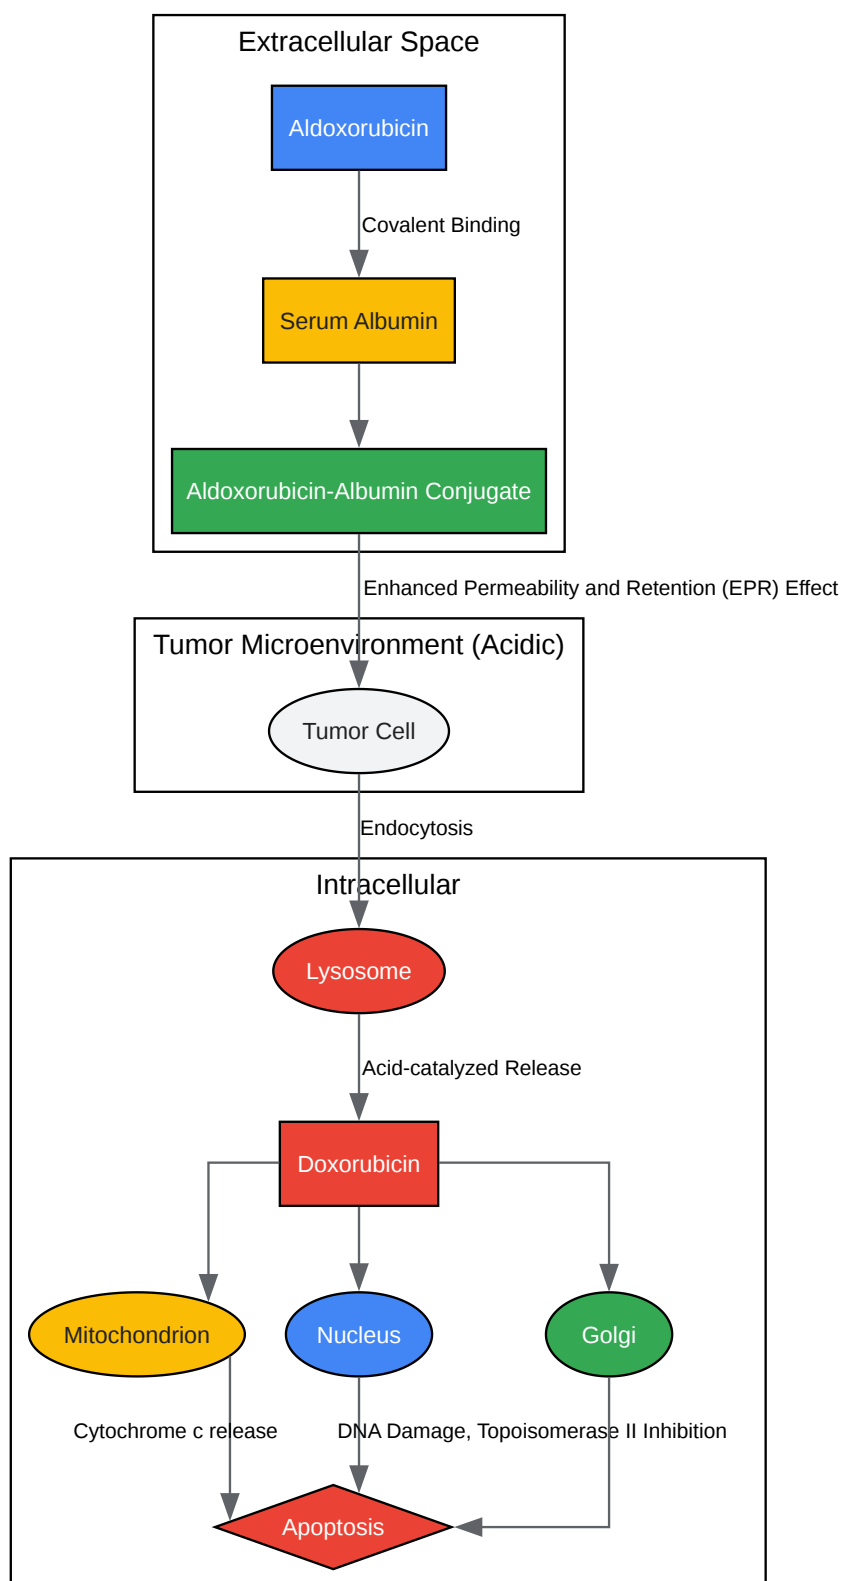 Extracellular Space
Aldoxorubicin
Covalent Binding
Serum Albumin
Aldoxorubicin-Albumin Conjugate
Enhanced Permeability and Retention (EPR) Effect
Tumor Microenvironment (Acidic)
Tumor Cell
Endocytosis
Intracellular
Lysosome
Acid-catalyzed Release
Doxorubicin
Mitochondrion
Nucleus
Golgi
Cytochrome c release
DNA Damage, Topoisomerase II Inhibition
Apoptosis